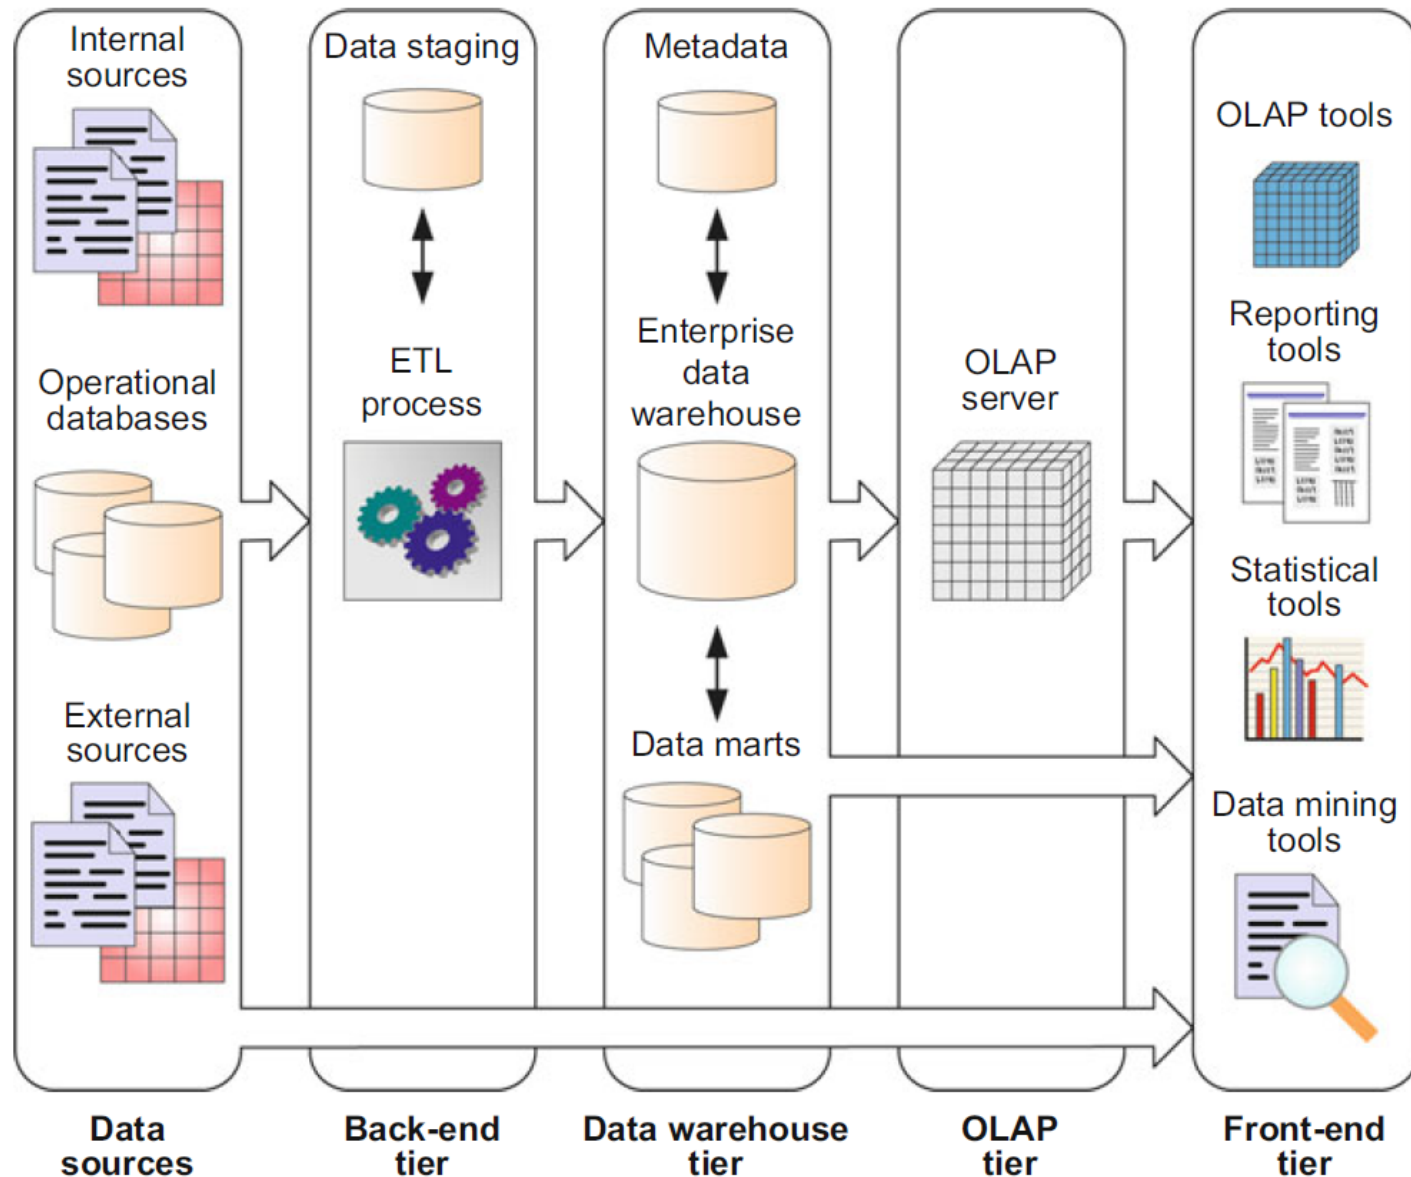 Internal
sources
Operational
databases
External
sources
Data
sources
Data staging
ETL
process
Back-end
tier
Metadata
Enterprise
data
warehouse
Data marts
Data warehouse
tier
OLAP
server
OLAP
tier
OLAP tools
Reporting
tools
Statistical
tools
Data mining
tools
Front-end
tier